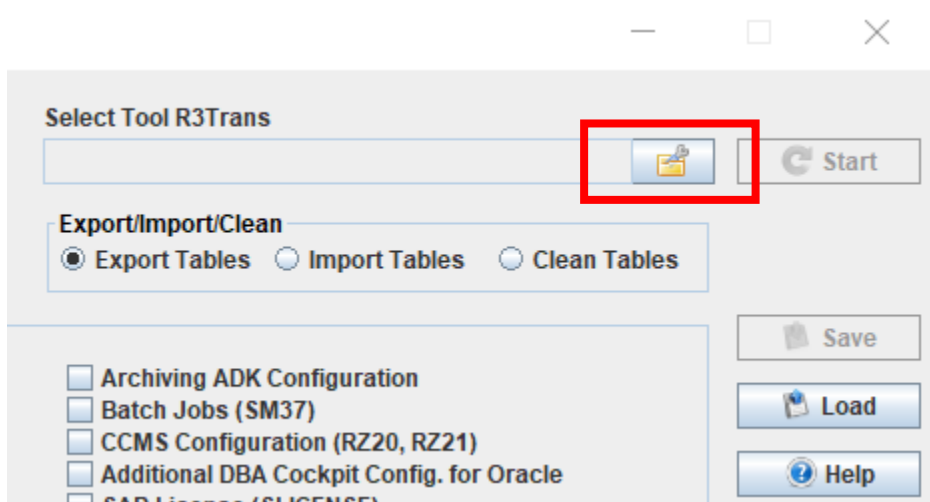 Select Tool R3Trans
Start
Export/Import/Clean
Export Tables Import Tables Clean Tables
Save
Archiving ADK Configuration
Batch Jobs (SM37)
Load
CCMS Configuration (RZ20, RZ21)
Additional DBA Cockpit Config. for Oracle
Help